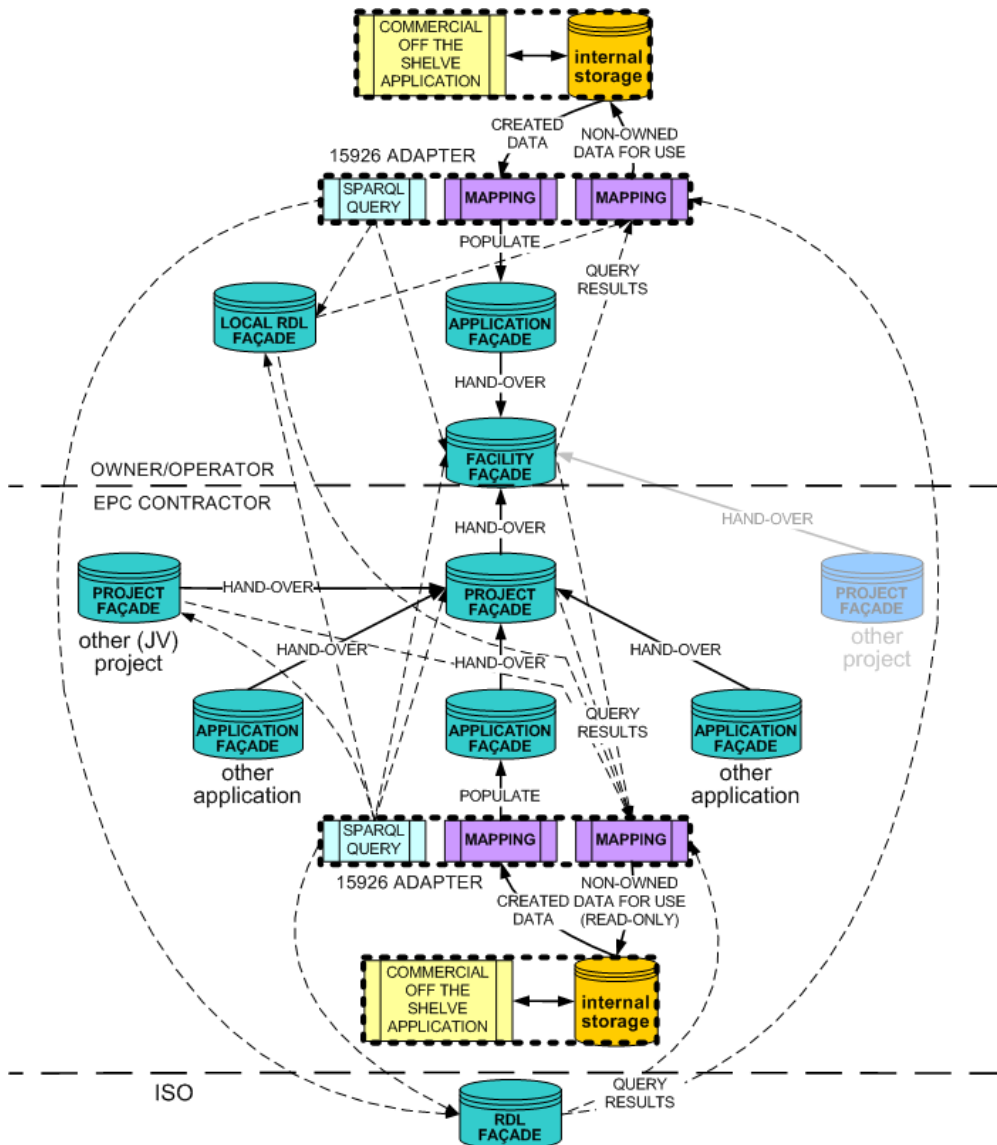 COMMERCIAL
OFF THE
SHELVE
APPLICATION
internal
storage
CREATED
DATA
NON-OWNED
DATA FOR USE
15926 ADAPTER
SPARQL
QUERY
MAPPING
MAPPING
POPULATE
QUERY
RESULTS
LOCAL RDL
FAÇADE
APPLICATION
FAÇADE
HAND-OVER
FACILITY
FAÇADE
OWNER/OPERATOR
EPC CONTRACTOR
HAND-OVER
HAND-OVER
PROJECT
FAÇADE
other (JV)
project
HAND-OVER
PROJECT
FAÇADE
PROJECT
FAÇADE
other
project
HAND-OVER
HAND-OVER
HAND-OVER
APPLICATION
FAÇADE
other
application
APPLICATION
FAÇADE
QUERY
RESULTS
APPLICATION
FAÇADE
other
application
POPULATE
SPARQL
QUERY
MAPPING
MAPPING
15926 ADAPTER
CREATED
DATA
NON-OWNED
DATA FOR USE
(READ-ONLY)
COMMERCIAL
OFF THE
SHELVE
APPLICATION
internal
storage
ISO
RDL
FAÇADE
QUERY
RESULTS